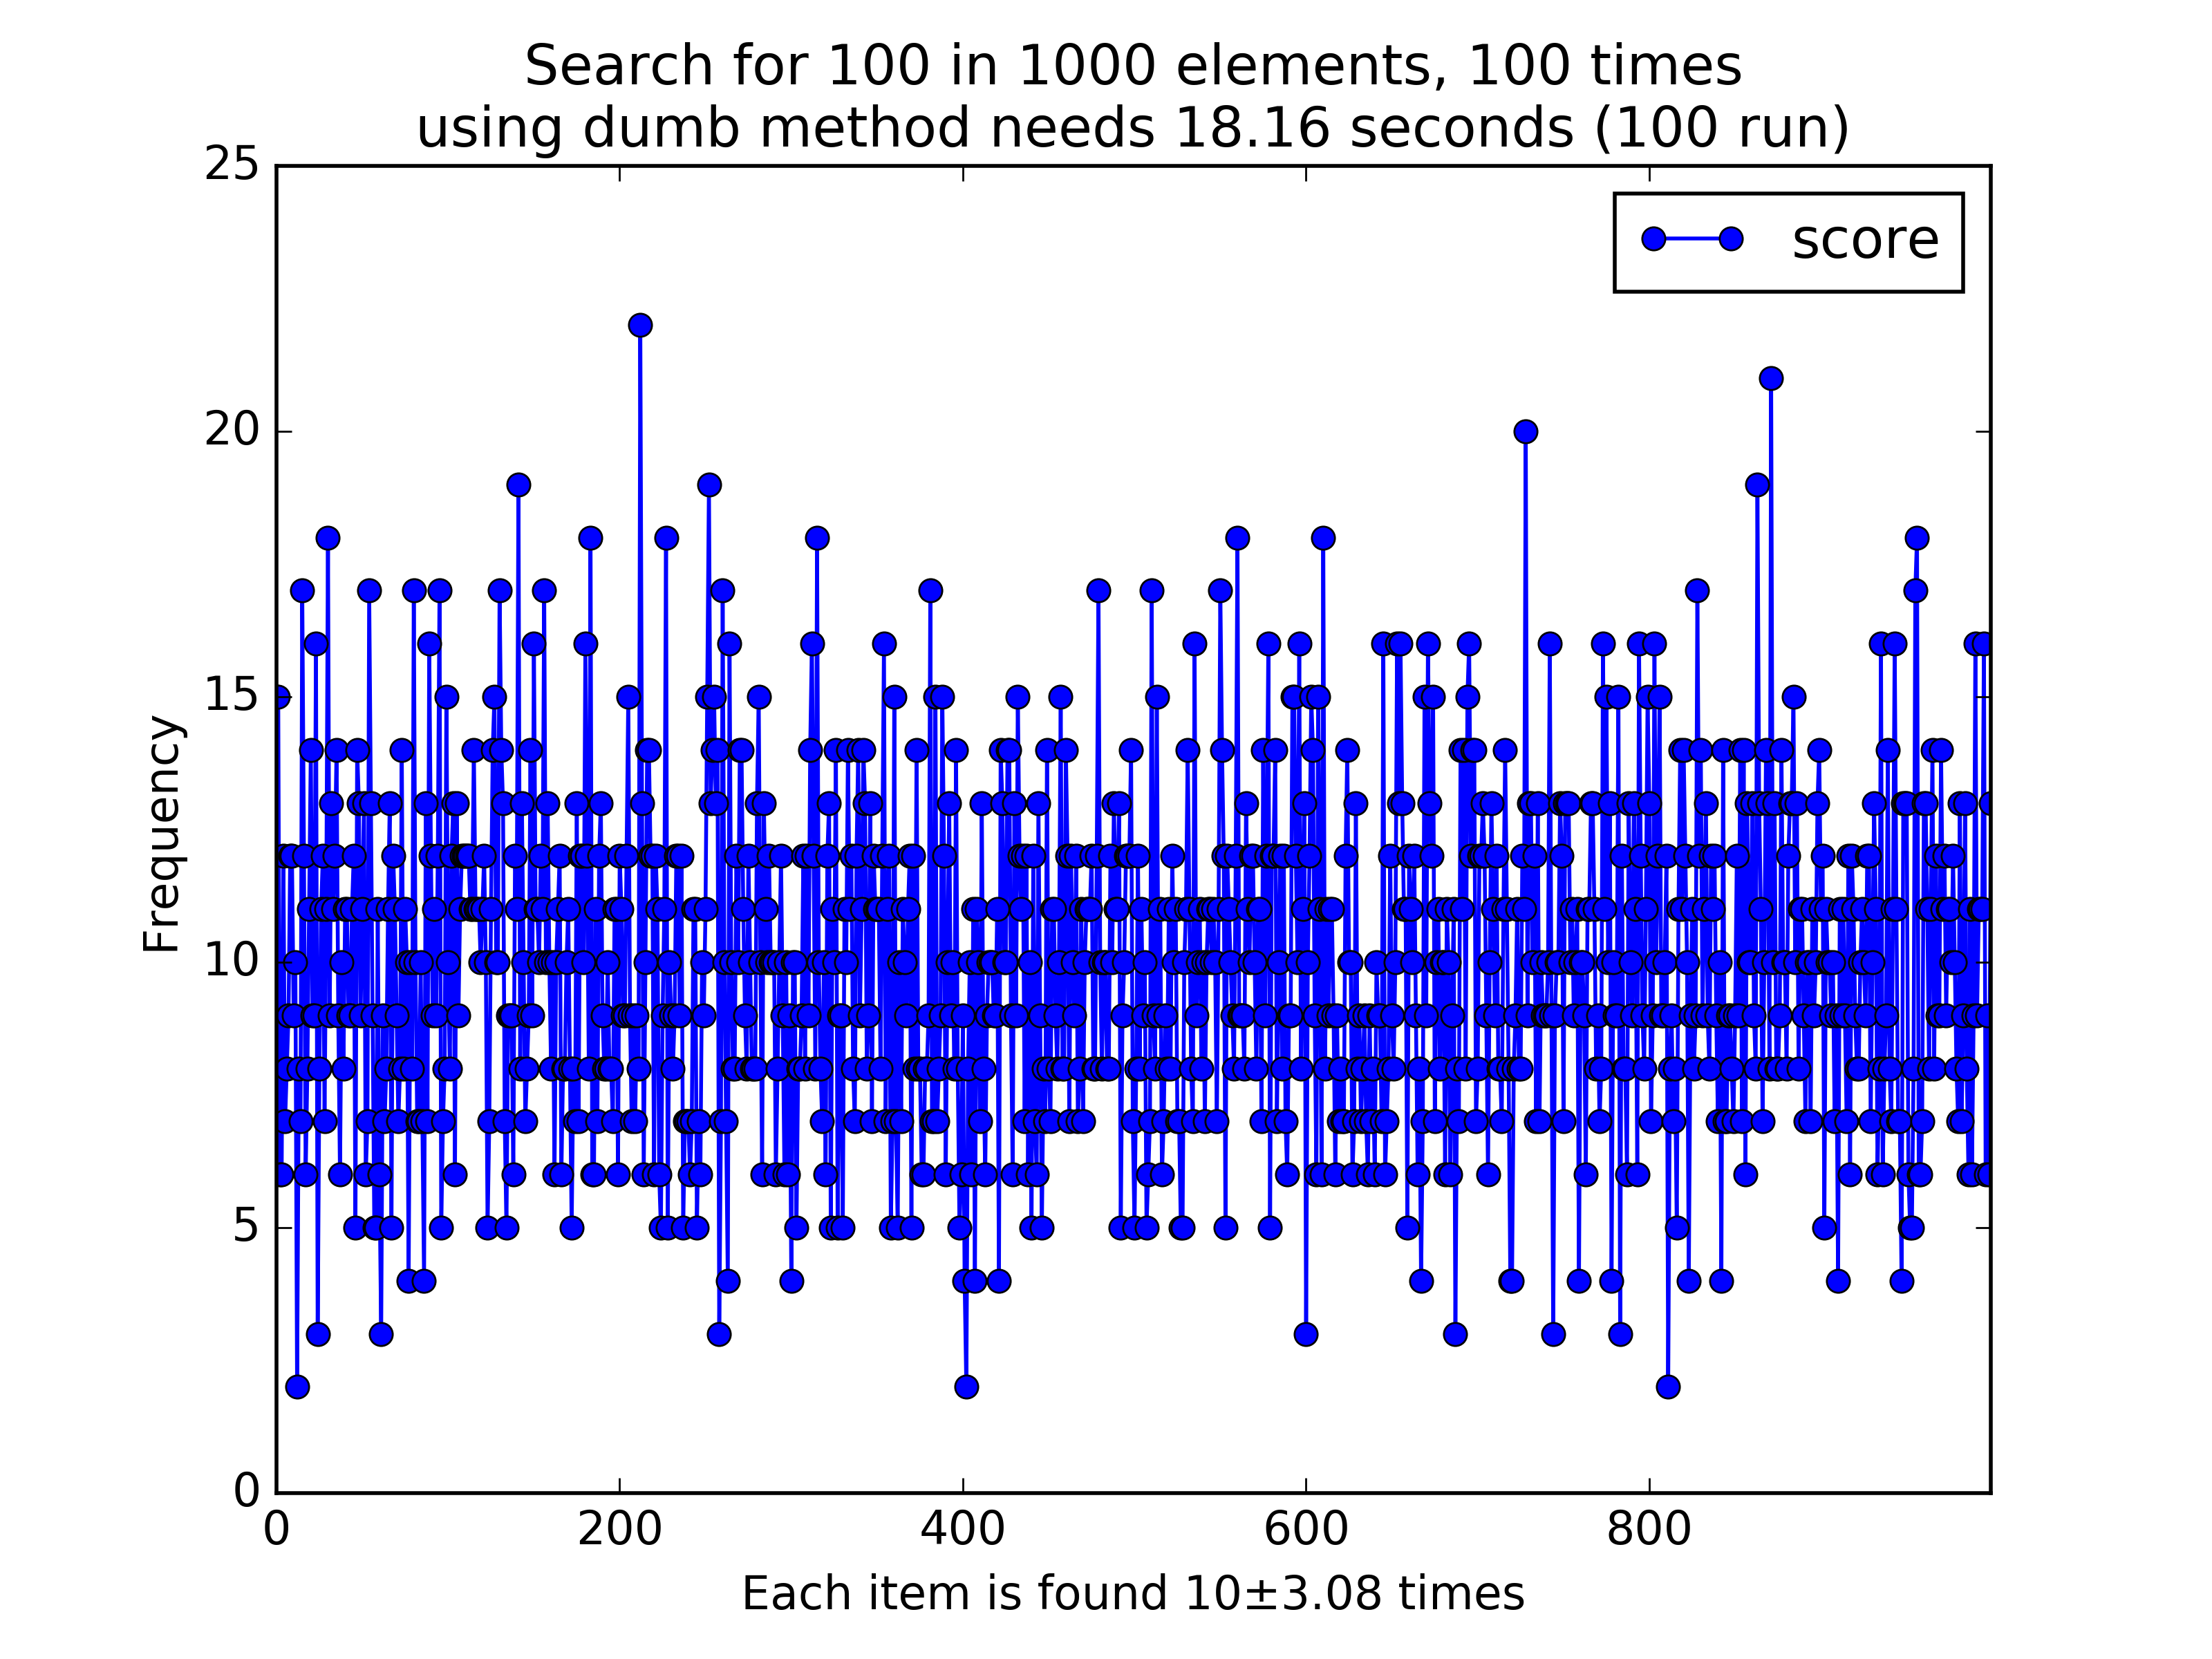 Search for 100 in 1000 elements, 100 times
using dumb method needs 18.16 seconds (100 run)
25
score
20
15
Frequency
10
5
0
0 200 400 600 800
Each item is found 10±3.08 times